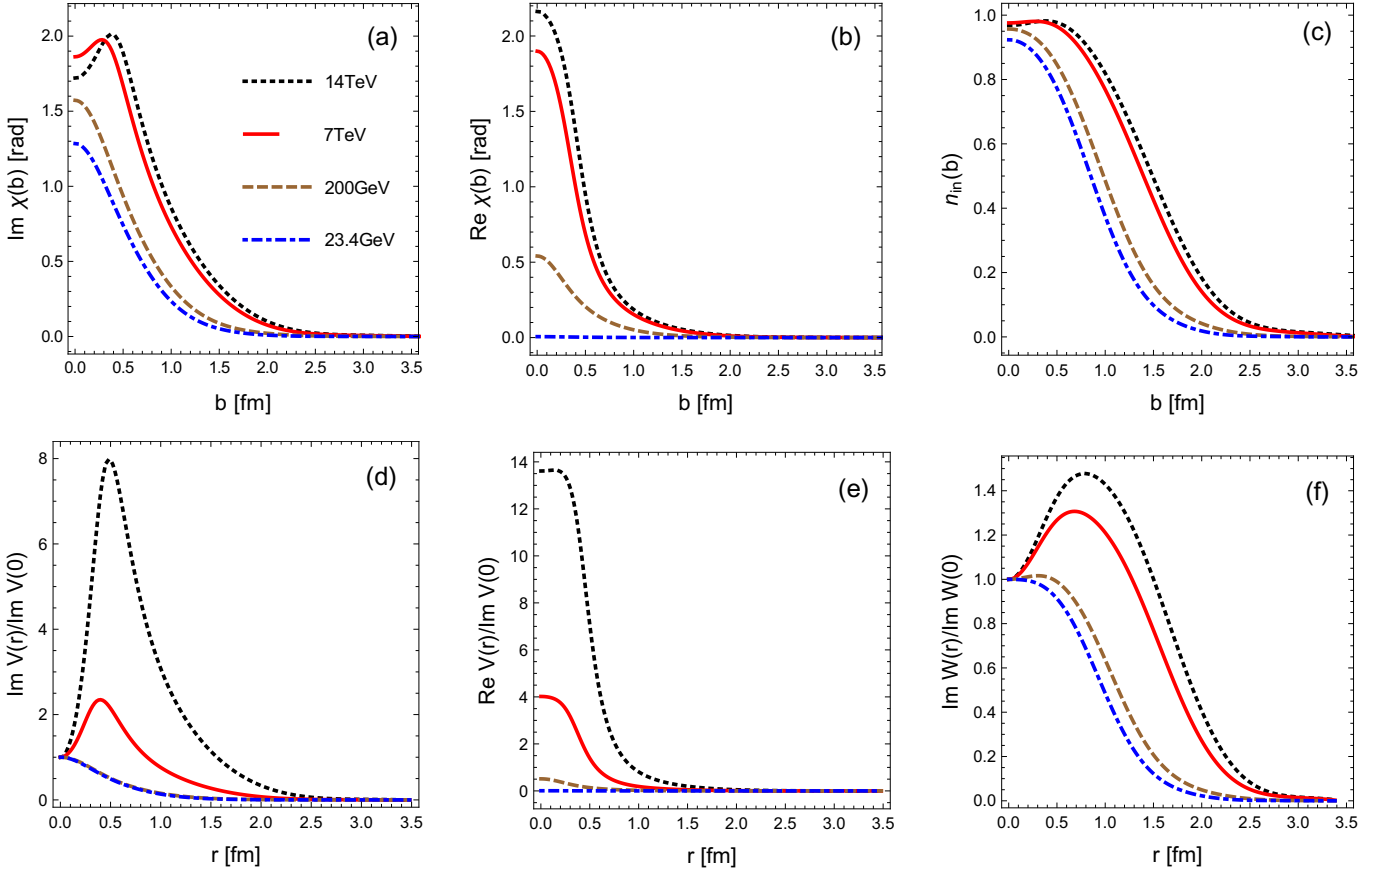 (a)
Im χ(b) [rad]
2.0
1.5
1.0
0.5
0.0
14TeV
7TeV
200GeV
23.4GeV
0.0 0.5 1.0 1.5 2.0 2.5 3.0 3.5
b [fm]
(b)
Re χ(b) [rad]
2.0
1.5
1.0
0.5
0.0
0.0 0.5 1.0 1.5 2.0 2.5 3.0 3.5
b [fm]
(c)
n_in(b)
1.0
0.8
0.6
0.4
0.2
0.0
0.0 0.5 1.0 1.5 2.0 2.5 3.0 3.5
b [fm]
(d)
Im V(r)/Im V(0)
8
6
4
2
0
0.0 0.5 1.0 1.5 2.0 2.5 3.0 3.5
r [fm]
(e)
Re V(r)/Im V(0)
14
12
10
8
6
4
2
0
0.0 0.5 1.0 1.5 2.0 2.5 3.0 3.5
r [fm]
(f)
Im W(r)/Im W(0)
1.4
1.2
1.0
0.8
0.6
0.4
0.2
0.0
0.0 0.5 1.0 1.5 2.0 2.5 3.0 3.5
r [fm]